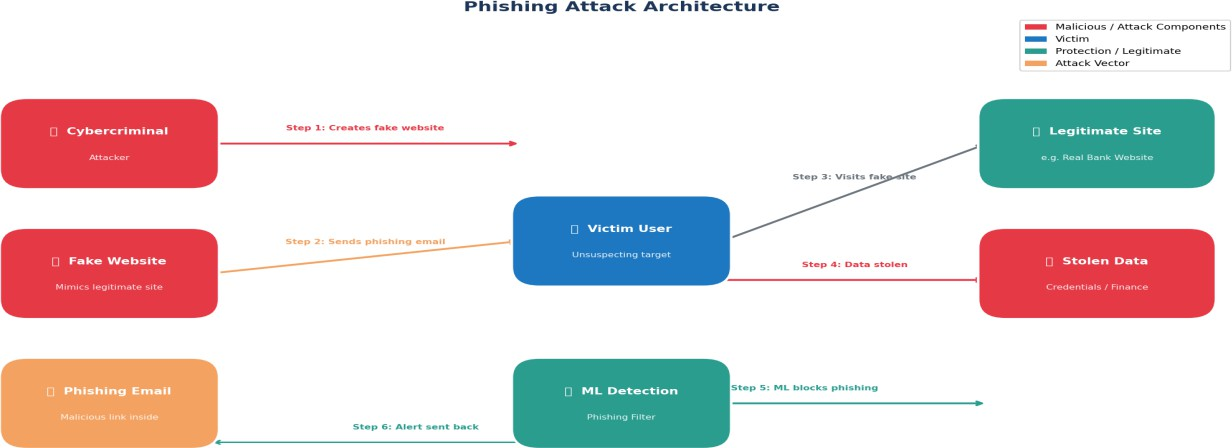 Phishing Attack Architecture
Malicious / Attack Components
Victim
Protection / Legitimate
Attack Vector
Cybercriminal
Attacker
Step 1: Creates fake website
Legitimate Site
e.g. Real Bank Website
Step 3: Visits fake site
Victim User
Unsuspecting target
Step 2: Sends phishing email
Fake Website
Mimics legitimate site
Step 4: Data stolen
Stolen Data
Credentials / Finance
Phishing Email
Malicious link inside
ML Detection
Phishing Filter
Step 5: ML blocks phishing
Step 6: Alert sent back